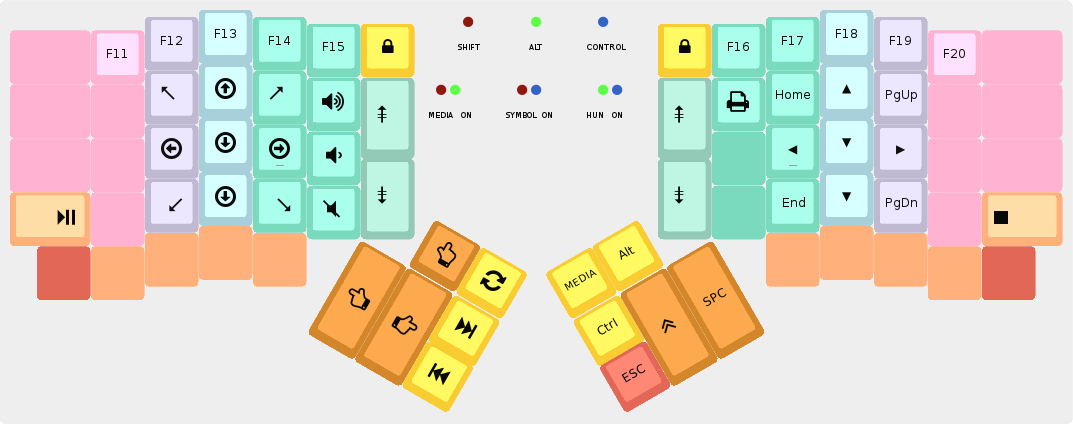 F11 F12 F13 F14 F15
SHIFT ALT CONTROL
F16 F17 F18 F19 F20
Home PgUp
MEDIA ON SYMBOL ON HUN ON
End PgDn
MEDIA Alt
Ctrl SPC
ESC